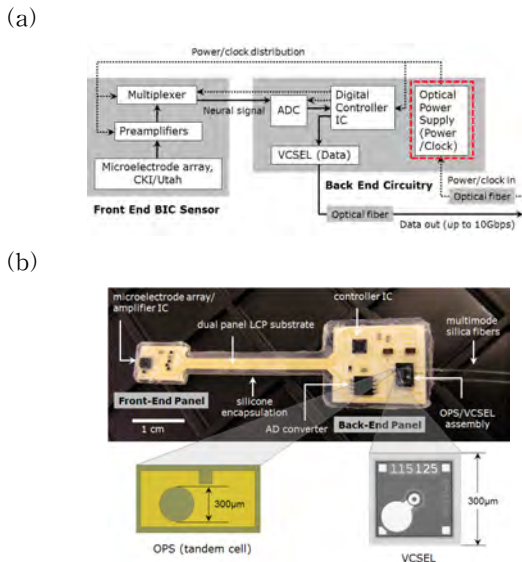 (a)
Power/clock distribution
Multiplexer
Preamplifiers
Microelectrode array,
CKI/Utah
Front End BIC Sensor
Neural signal
ADC
Digital
Controller
IC
VCSEL (Data)
Optical
Power
Supply
(Power
/Clock)
Back End Circuitry
Power/clock in
Optical fiber
Optical fiber
Data out (up to 10Gbps)
(b)
microelectrode array/
amplifier IC
dual panel LCP substrate
controller IC
multimode
silica fibers
Front-End Panel
silicone
encapsulation
AD converter
Back-End Panel
OPS/VCSEL
assembly
1 cm
300μm
OPS (tandem cell)
115125
300μm
VCSEL